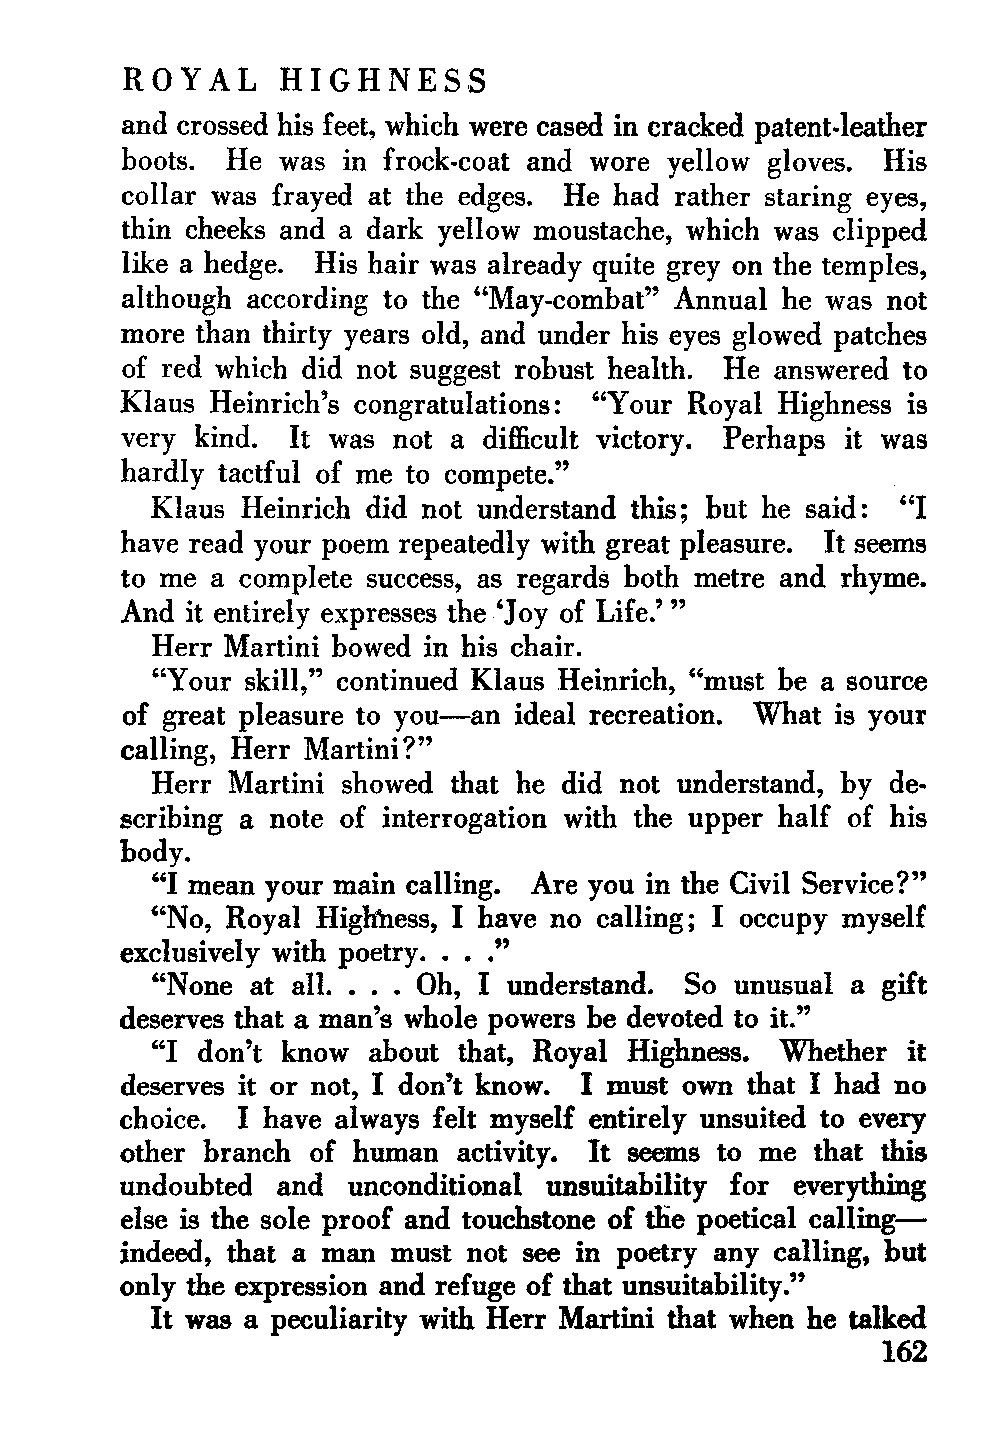 ROYAL HIGHNESS
and crossed his feet, which were cased in cracked patent-leather
boots. He was in frock-coat and wore yellow gloves. His
collar was frayed at the edges. He had rather staring eyes,
thin cheeks and a dark yellow moustache, which was clipped
like a hedge. His hair was already quite grey on the temples,
although according to the “May-combat” Annual he was not
more than thirty years old, and under his eyes glowed patches
of red which did not suggest robust health. He answered to
Klaus Heinrich’s congratulations: “Your Royal Highness is
very kind. It was not a difficult victory. Perhaps it was
hardly tactful of me to compete.”
Klaus Heinrich did not understand this; but he said: “I
have read your poem repeatedly with great pleasure. It seems
to me a complete success, as regards both metre and rhyme.
And it entirely expresses the ‘Joy of Life.’ ”
Herr Martini bowed in his chair.
“Your skill,” continued Klaus Heinrich, “must be a source
of great pleasure to you—an ideal recreation. What is your
calling, Herr Martini?”
Herr Martini showed that he did not understand, by de-
scribing a note of interrogation with the upper half of his
body.
“I mean your main calling. Are you in the Civil Service?”
“No, Royal Highness, I have no calling; I occupy myself
exclusively with poetry. . . .”
“None at all. . . . Oh, I understand. So unusual a gift
deserves that a man’s whole powers be devoted to it.”
“I don’t know about that, Royal Highness. Whether it
deserves it or not, I don’t know. I must own that I had no
choice. I have always felt myself entirely unsuited to every
other branch of human activity. It seems to me that this
undoubted and unconditional unsuitability for everything
else is the sole proof and touchstone of the poetical calling—
indeed, that a man must not see in poetry any calling, but
only the expression and refuge of that unsuitability.”
It was a peculiarity with Herr Martini that when he talked
162